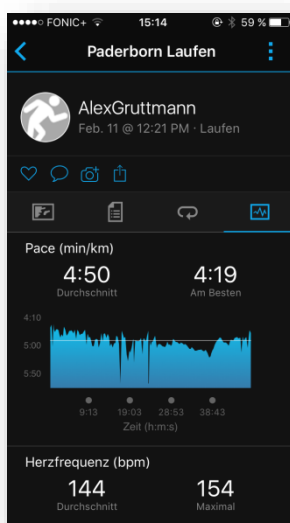 FONIC+ 15:14 59 %
Paderborn Laufen
AlexGruttmann
Feb. 11 @ 12:21 PM · Laufen
Pace (min/km)
4:50 4:19
Durchschnitt Am Besten
4:10
5:00
5:50
9:13 19:03 28:53 38:43
Zeit (h:m:s)
Herzfrequenz (bpm)
144 154
Durchschnitt Maximal